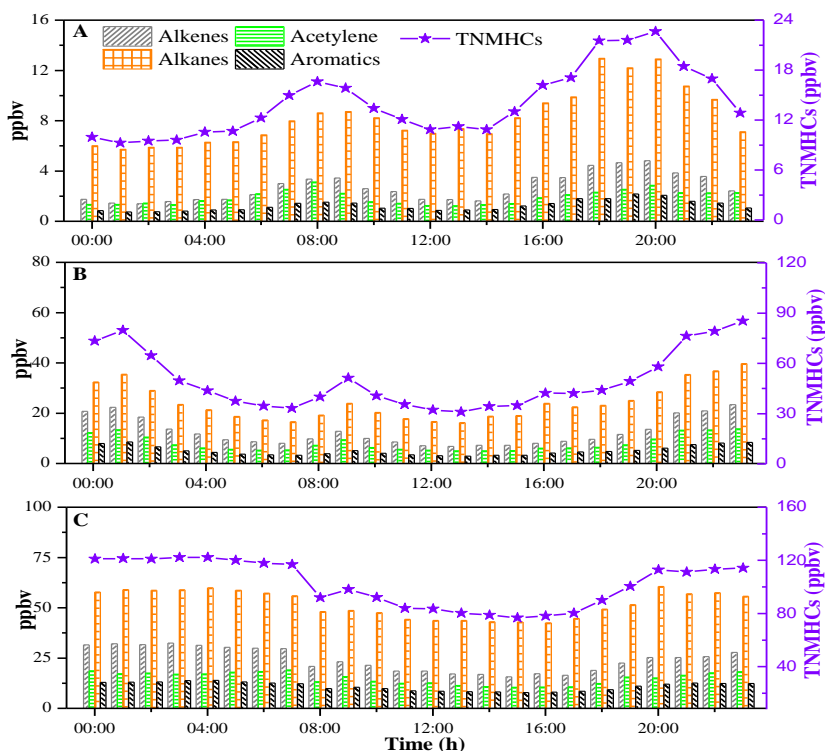 A
Alkenes
Acetylene
TNMHCs
Alkanes
Aromatics
16
12
8
4
0
ppbv
24
18
12
6
0
TNMHCs (ppbv)
00:00 04:00 08:00 12:00 16:00 20:00
B
80
60
40
20
0
ppbv
120
90
60
30
0
TNMHCs (ppbv)
00:00 04:00 08:00 12:00 16:00 20:00
C
100
75
50
25
0
ppbv
160
120
80
40
TNMHCs (ppbv)
00:00 04:00 08:00 12:00 16:00 20:00
Time (h)